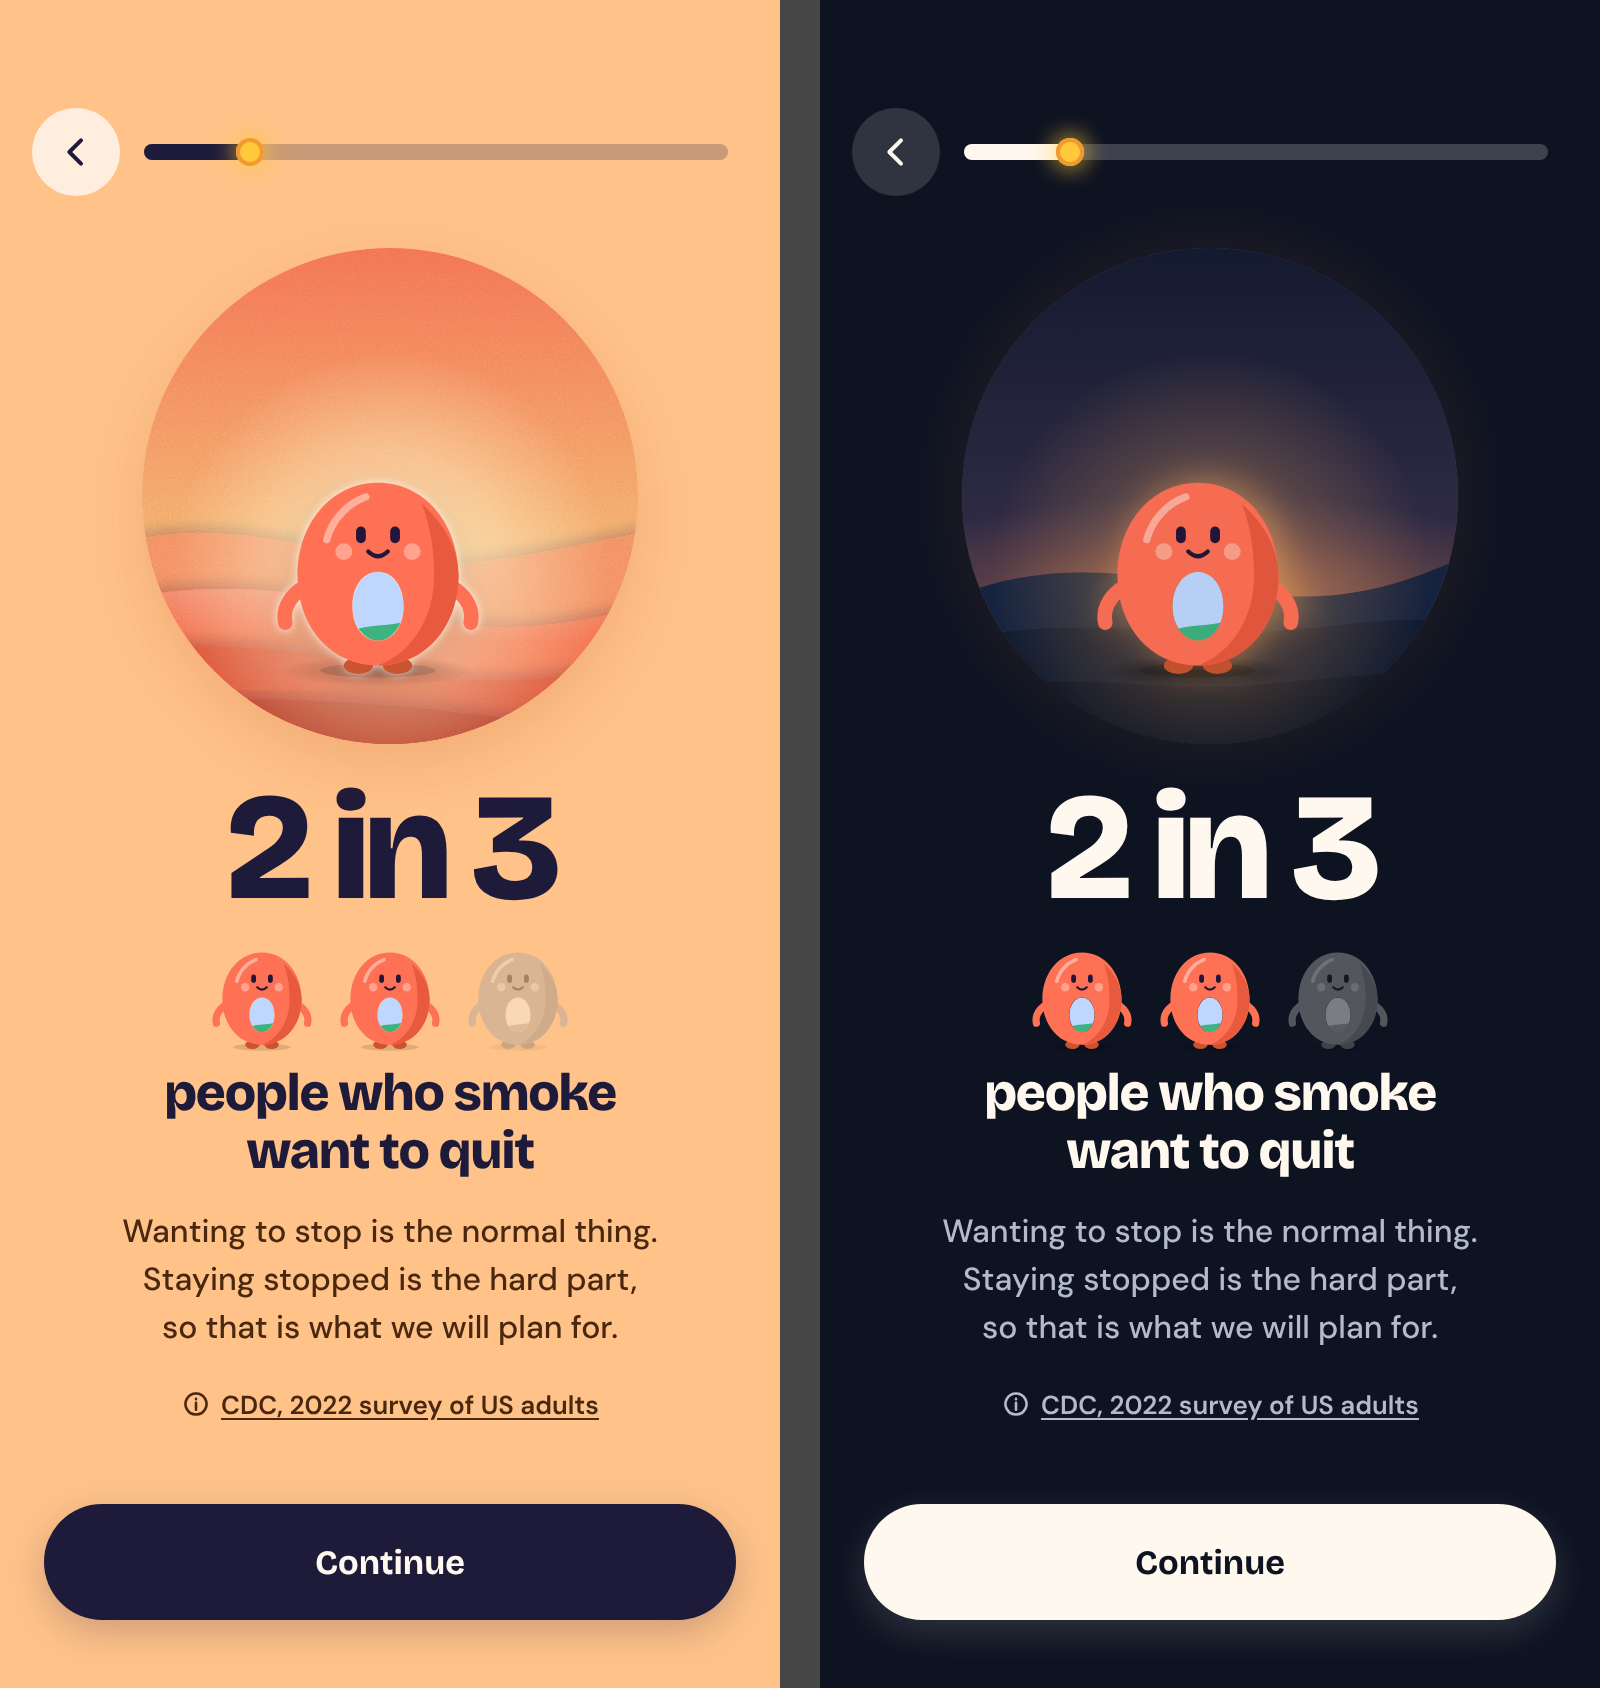 2 in 3
people who smoke
want to quit
Wanting to stop is the normal thing.
Staying stopped is the hard part,
so that is what we will plan for.
CDC, 2022 survey of US adults
Continue
2 in 3
people who smoke
want to quit
Wanting to stop is the normal thing.
Staying stopped is the hard part,
so that is what we will plan for.
CDC, 2022 survey of US adults
Continue